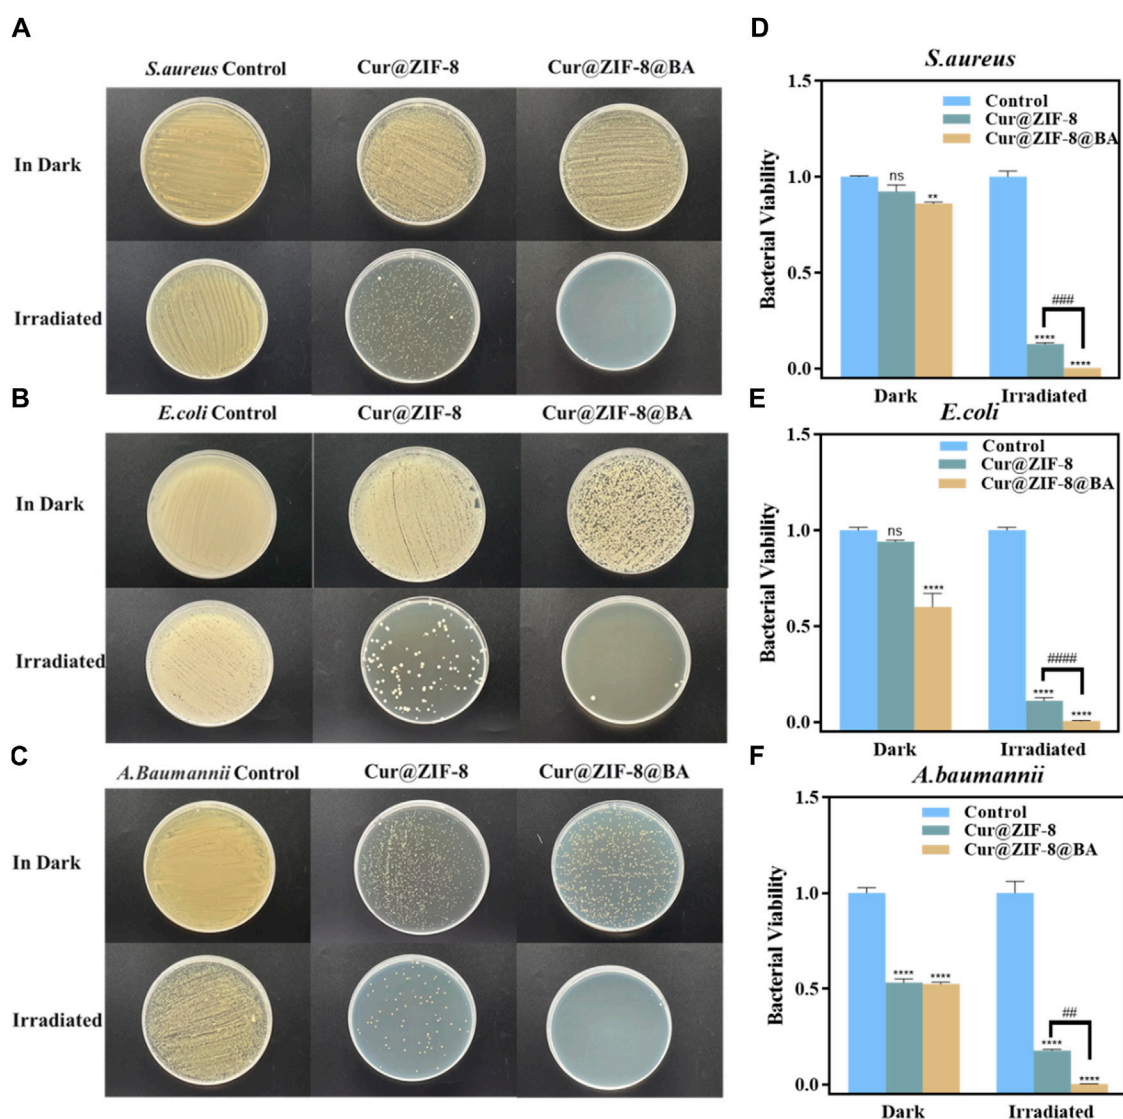 A
S.aureus Control Cur@ZIF-8 Cur@ZIF-8@BA
In Dark
Irradiated
B
E.coli Control Cur@ZIF-8 Cur@ZIF-8@BA
In Dark
Irradiated
C
A.Baumannii Control Cur@ZIF-8 Cur@ZIF-8@BA
In Dark
Irradiated
D
S.aureus
Bacterial Viability
1.5
1.0
0.5
0.0
Control
Cur@ZIF-8
Cur@ZIF-8@BA
ns
**
###
****
****
Dark Irradiated
E
E.coli
Bacterial Viability
1.5
1.0
0.5
0.0
Control
Cur@ZIF-8
Cur@ZIF-8@BA
ns
****
####
****
****
Dark Irradiated
F
A.baumannii
Bacterial Viability
1.5
1.0
0.5
0.0
Control
Cur@ZIF-8
Cur@ZIF-8@BA
**** ****
##
****
****
Dark Irradiated